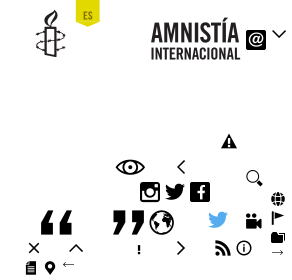 ES
AMNISTÍA
INTERNACIONAL
@
“ ”
!